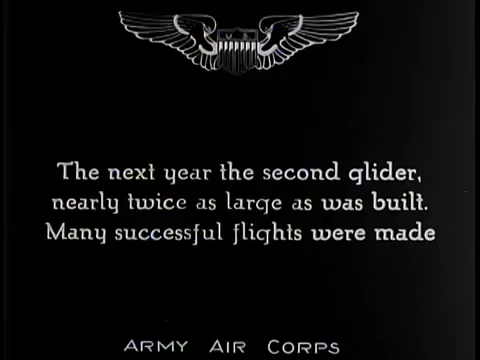 U S
The next year the second glider,
nearly twice as large as was built.
Many successful flights were made
ARMY AIR CORPS